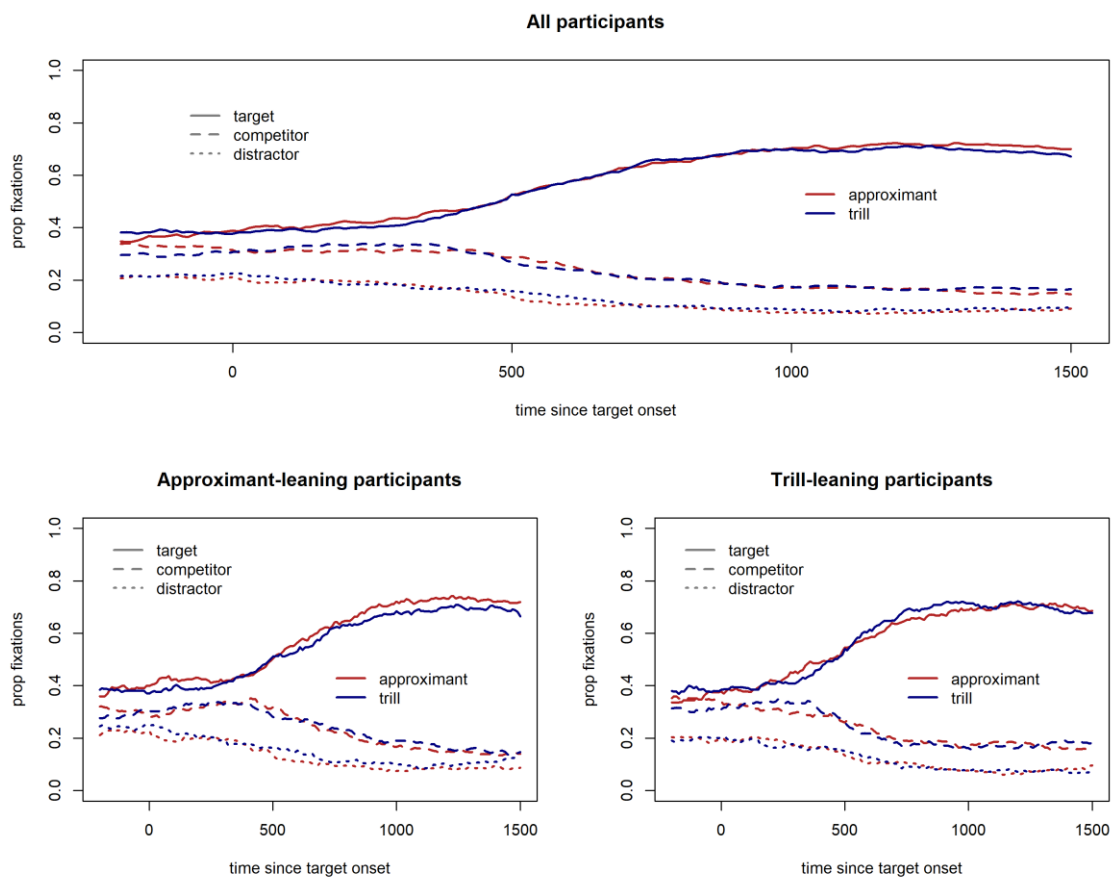 All participants
prop fixations
1.0
0.8
0.6
0.4
0.2
0.0
target
competitor
distractor
approximant
trill
0
500
1000
1500
time since target onset
Approximant-leaning participants
prop fixations
1.0
0.8
0.6
0.4
0.2
0.0
target
competitor
distractor
approximant
trill
0
500
1000
1500
time since target onset
Trill-leaning participants
prop fixations
1.0
0.8
0.6
0.4
0.2
0.0
target
competitor
distractor
approximant
trill
0
500
1000
1500
time since target onset